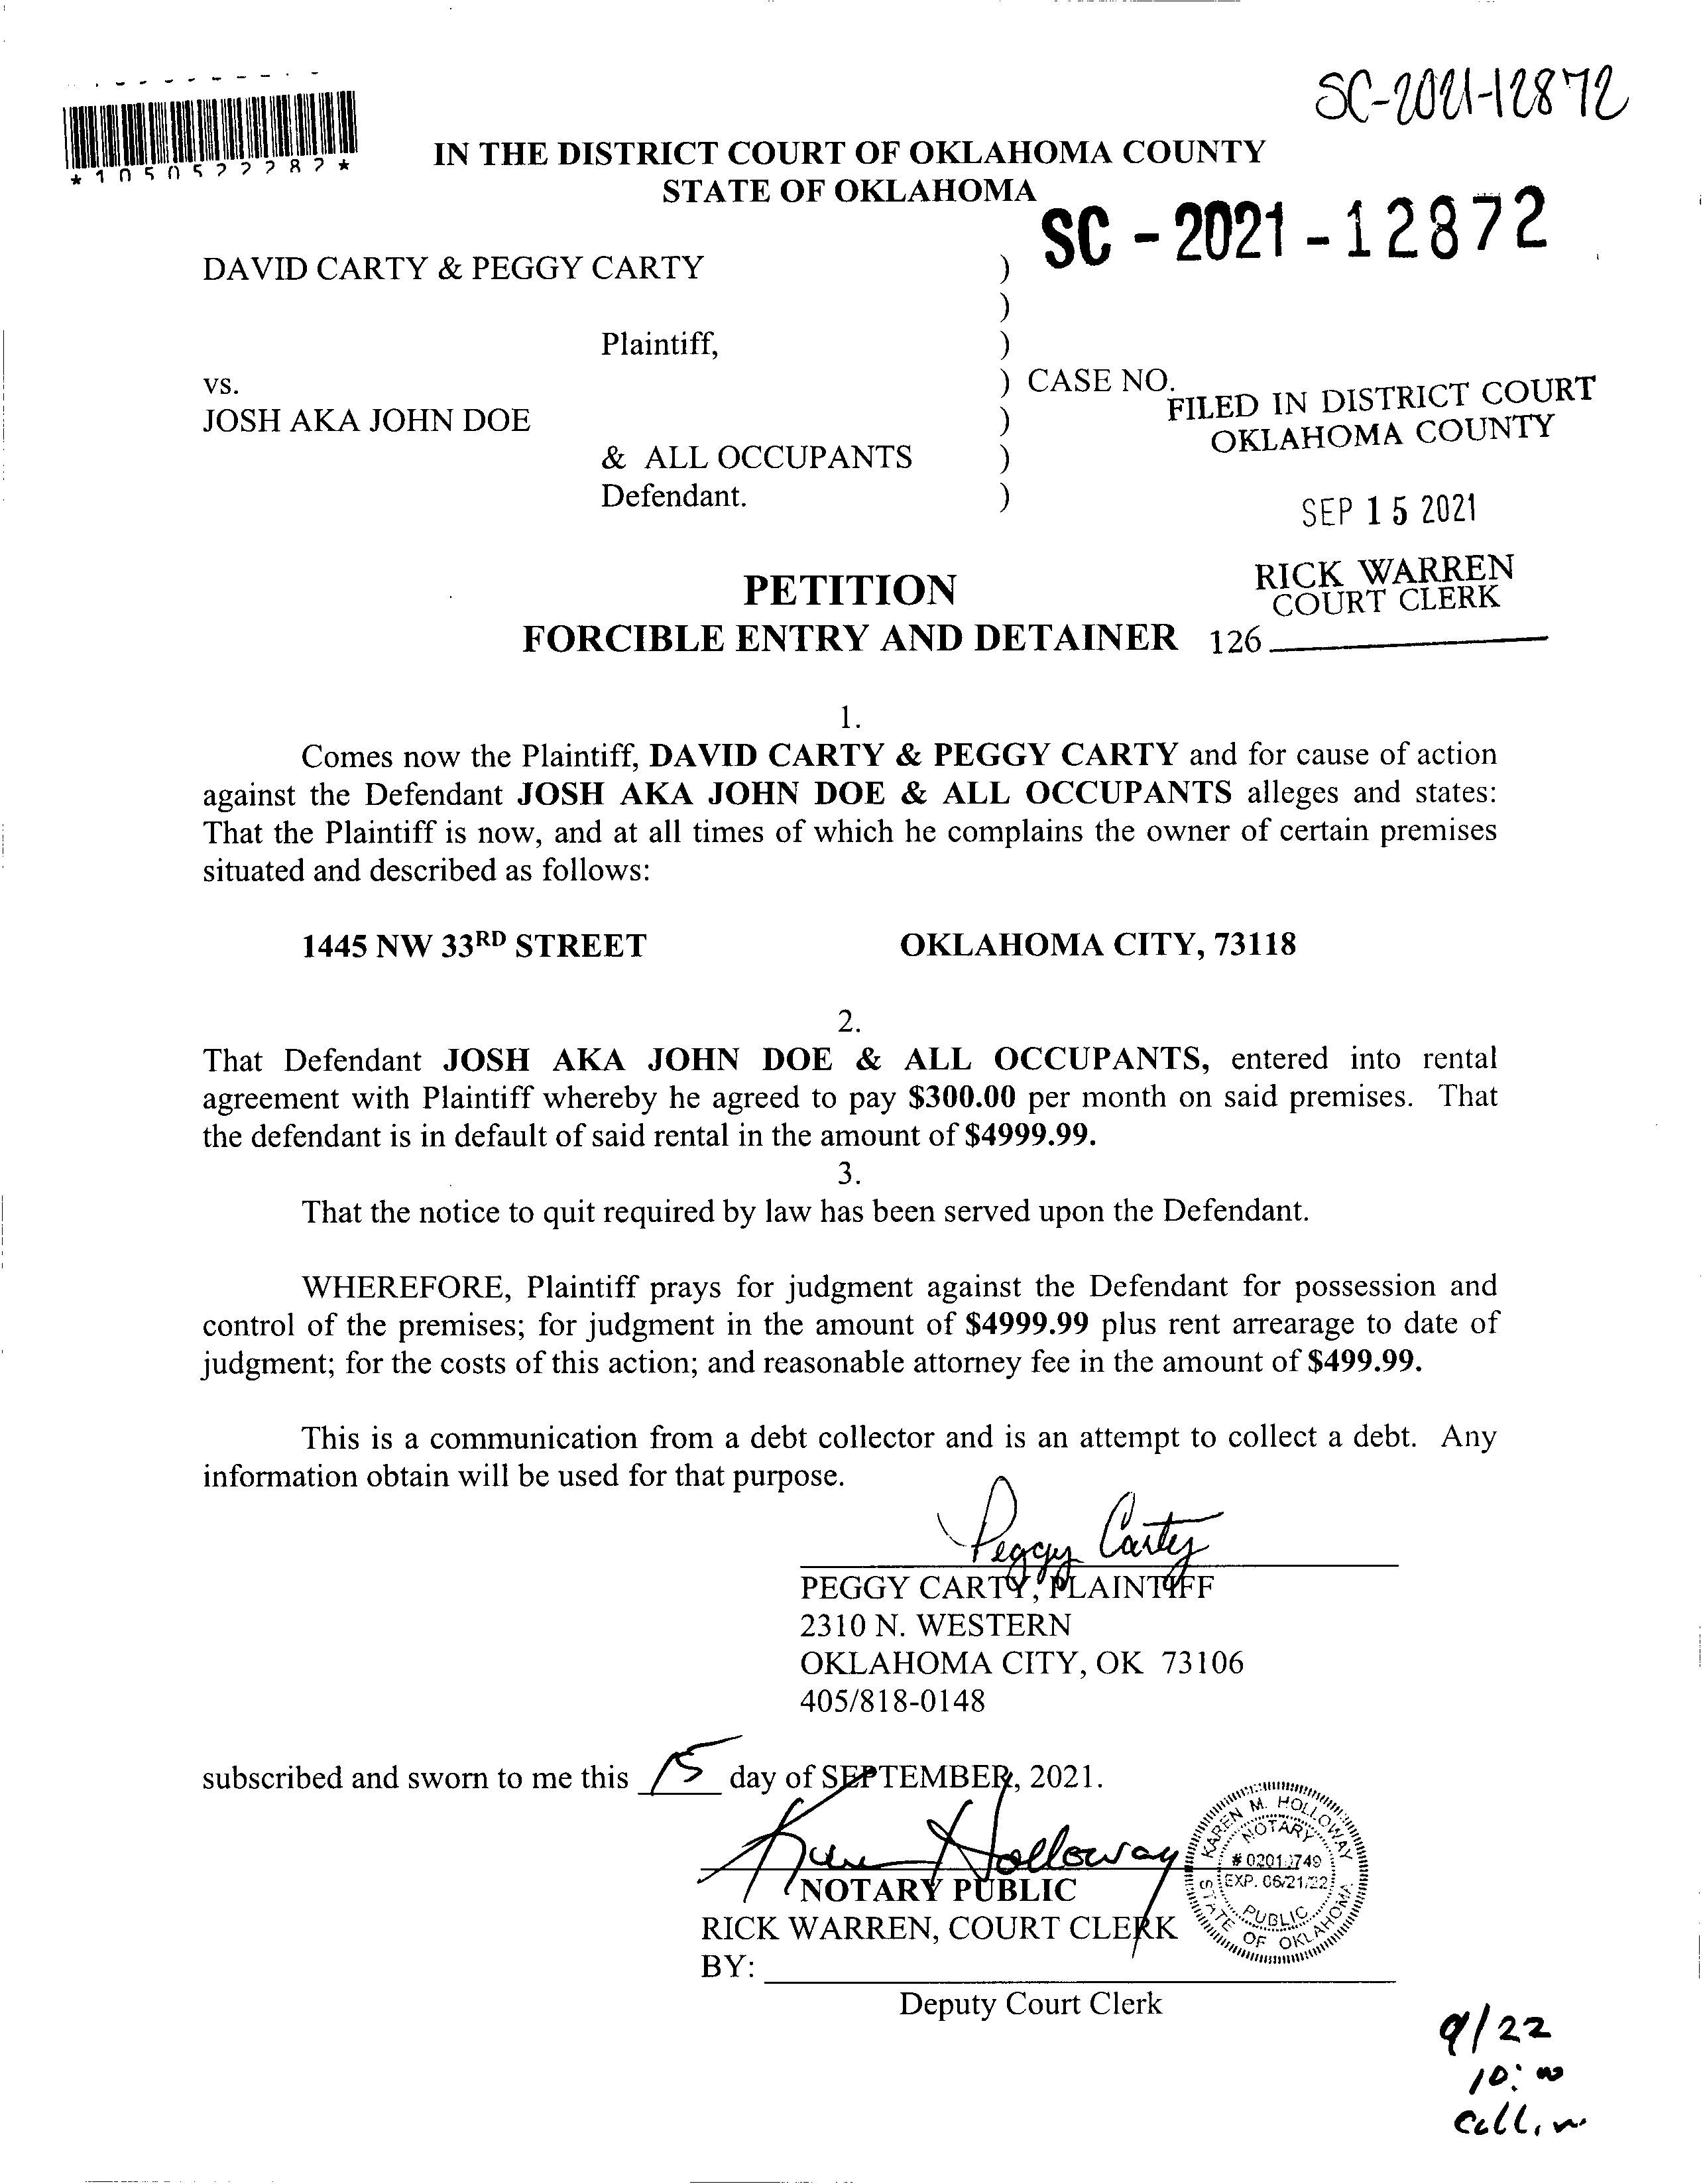 SC-2021-12872
*1050522282*
IN THE DISTRICT COURT OF OKLAHOMA COUNTY
STATE OF OKLAHOMA
SC - 2021 - 12872
DAVID CARTY & PEGGY CARTY )
)
Plaintiff, )
vs. ) CASE NO.
FILED IN DISTRICT COURT
JOSH AKA JOHN DOE )
OKLAHOMA COUNTY
& ALL OCCUPANTS )
Defendant. )
SEP 15 2021
RICK WARREN
COURT CLERK
PETITION
FORCIBLE ENTRY AND DETAINER
126
1.
Comes now the Plaintiff, DAVID CARTY & PEGGY CARTY and for cause of action
against the Defendant JOSH AKA JOHN DOE & ALL OCCUPANTS alleges and states:
That the Plaintiff is now, and at all times of which he complains the owner of certain premises
situated and described as follows:
1445 NW 33RD STREET OKLAHOMA CITY, 73118
2.
That Defendant JOSH AKA JOHN DOE & ALL OCCUPANTS, entered into rental
agreement with Plaintiff whereby he agreed to pay $300.00 per month on said premises. That
the defendant is in default of said rental in the amount of $4999.99.
3.
That the notice to quit required by law has been served upon the Defendant.
WHEREFORE, Plaintiff prays for judgment against the Defendant for possession and
control of the premises; for judgment in the amount of $4999.99 plus rent arrearage to date of
judgment; for the costs of this action; and reasonable attorney fee in the amount of $499.99.
This is a communication from a debt collector and is an attempt to collect a debt. Any
information obtain will be used for that purpose.
Peggy Carty
PEGGY CARTY, PLAINTIFF
2310 N. WESTERN
OKLAHOMA CITY, OK 73106
405/818-0148
subscribed and sworn to me this 15 day of SEPTEMBER, 2021.
Karen Holloway
NOTARY PUBLIC
RICK WARREN, COURT CLERK
BY:
Deputy Court Clerk
KAREN M. HOLLOWAY
NOTARY
EXP. 06/21/22
PUBLIC
STATE OF OKLAHOMA
9/22
10:00